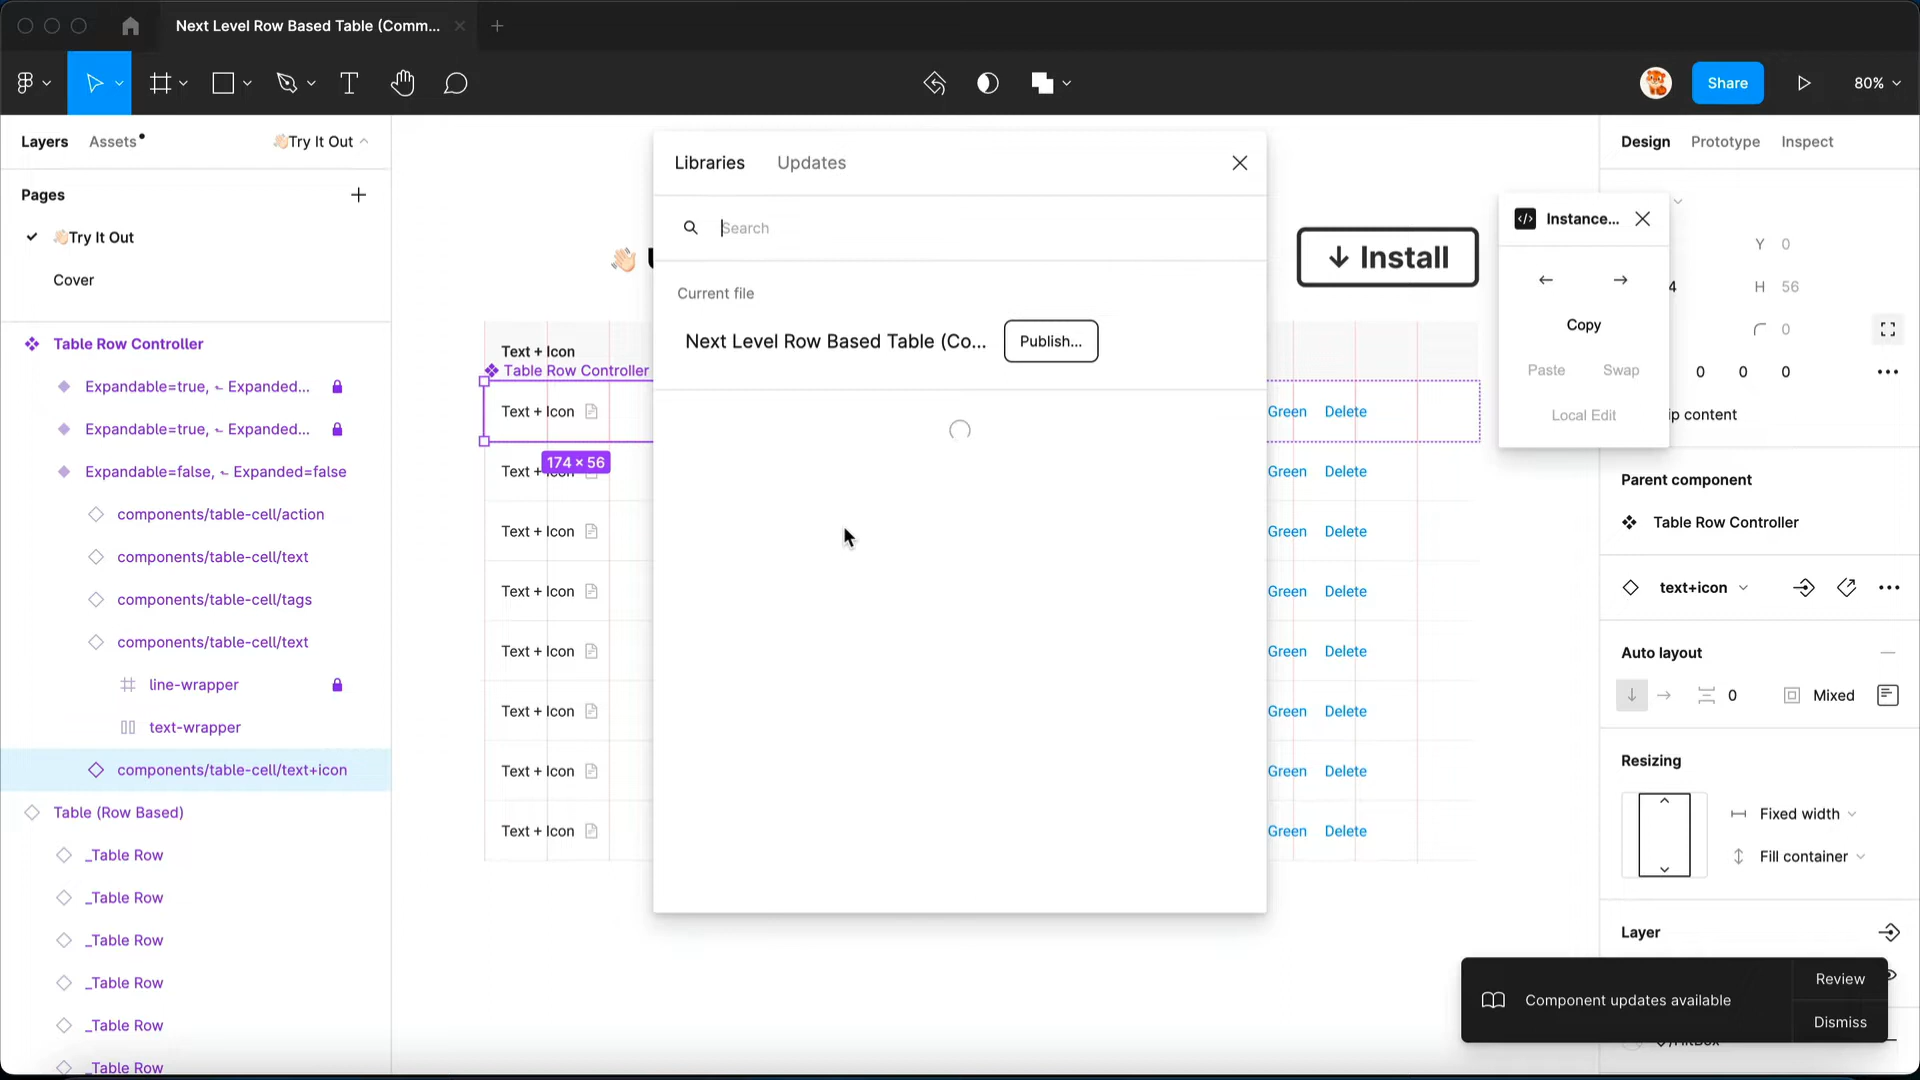 Next Level Row Based Table (Comm...
Share
80%
Layers
Assets
👋🏻Try It Out
Pages
👋🏻Try It Out
Cover
Table Row Controller
Expandable=true, ⌙ Expanded...
Expandable=true, ⌙ Expanded...
Expandable=false, ⌙ Expanded=false
components/table-cell/action
components/table-cell/text
components/table-cell/tags
components/table-cell/text
line-wrapper
text-wrapper
components/table-cell/text+icon
Table (Row Based)
_Table Row
_Table Row
_Table Row
_Table Row
_Table Row
_Table Row
Libraries
Updates
Search
Current file
Next Level Row Based Table (Co...
Publish...
↓ Install
Text + Icon
Table Row Controller
Text + Icon
Green Delete
174 × 56
Green Delete
Text + Icon
Green Delete
Text + Icon
Green Delete
Text + Icon
Green Delete
Text + Icon
Green Delete
Text + Icon
Green Delete
Text + Icon
Green Delete
Instance...
← →
Copy
Paste Swap
Local Edit
Design
Prototype
Inspect
Y 0
4
H 56
0
0 0 0
content
Parent component
Table Row Controller
text+icon
Auto layout
0
Mixed
Resizing
Fixed width
Fill container
Layer
Component updates available
Review
Dismiss